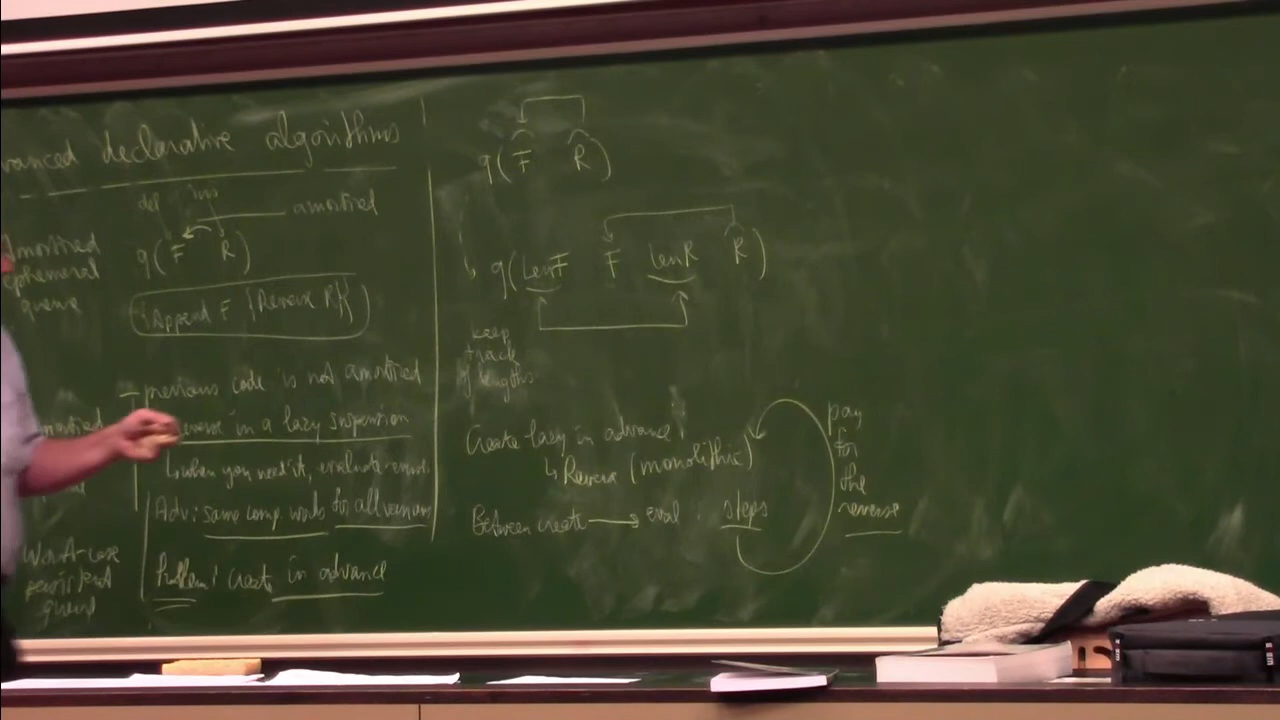 vanced declarative algorithms
del ins
amortized
Amortized
ephemeral
queue
q(F R)
{Append F {Reverse R}}
previous code is not amortized
Reverse in a lazy suspension
↳ when you need it, evaluate
Adv: same comp. works for all versions
Problem: create in advance
Worst-case
persistent
queue
q(F R)
↳ q(LenF F LenR R)
keep
track
of lengths
Create lazy in advance:
↳ Reverse (monolithic)
Between create → eval : steps
pay
for
the
reverse